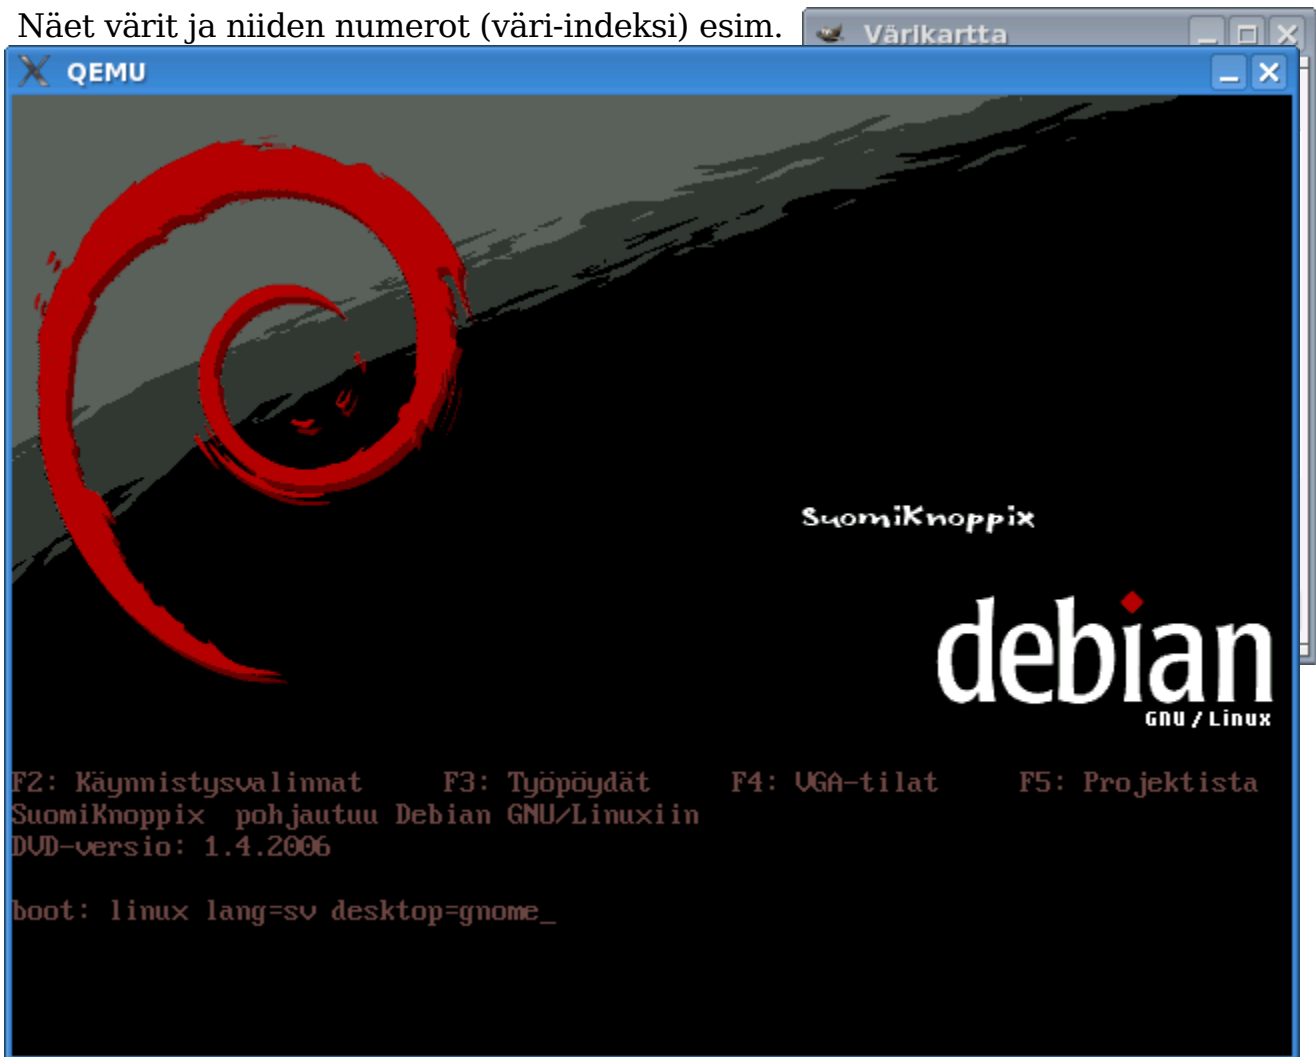 Näet värit ja niiden numerot (väri-indeksi) esim.
Värikartta
QEMU
SuomiKnoppix
debian
GNU / Linux
F2: Käynnistysvalinnat F3: Työpöydät F4: VGA-tilat F5: Projektista
SuomiKnoppix pohjautuu Debian GNU/Linuxiin
DVD-versio: 1.4.2006
boot: linux lang=sv desktop=gnome_